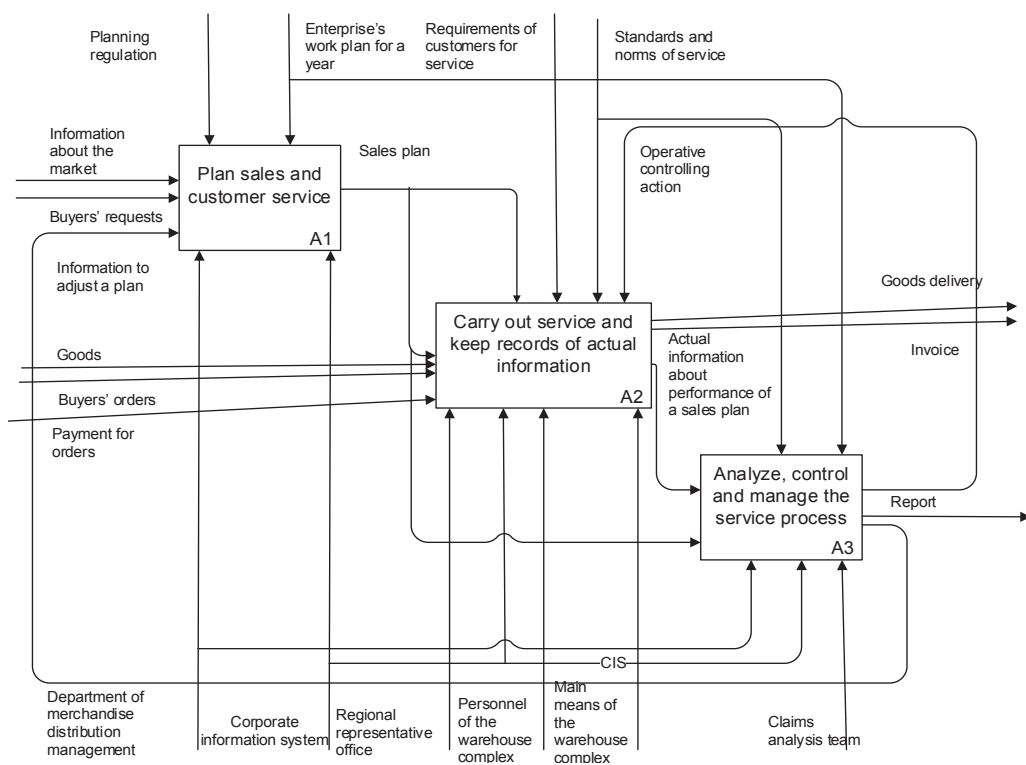 Planning
regulation
Enterprise's
work plan for a
year
Requirements of
customers for
service
Standards and
norms of service
Information
about the
market
Plan sales and
customer service
A1
Sales plan
Operative
controlling
action
Buyers' requests
Information to
adjust a plan
Goods delivery
Carry out service and
keep records of actual
information
A2
Actual
information
about
performance of
a sales plan
Invoice
Goods
Buyers' orders
Payment for
orders
Analyze, control
and manage the
service process
A3
Report
CIS
Department of
merchandise
distribution
management
Corporate
information system
Regional
representative
office
Personnel
of the
warehouse
complex
Main
means of
the
warehouse
complex
Claims
analysis team